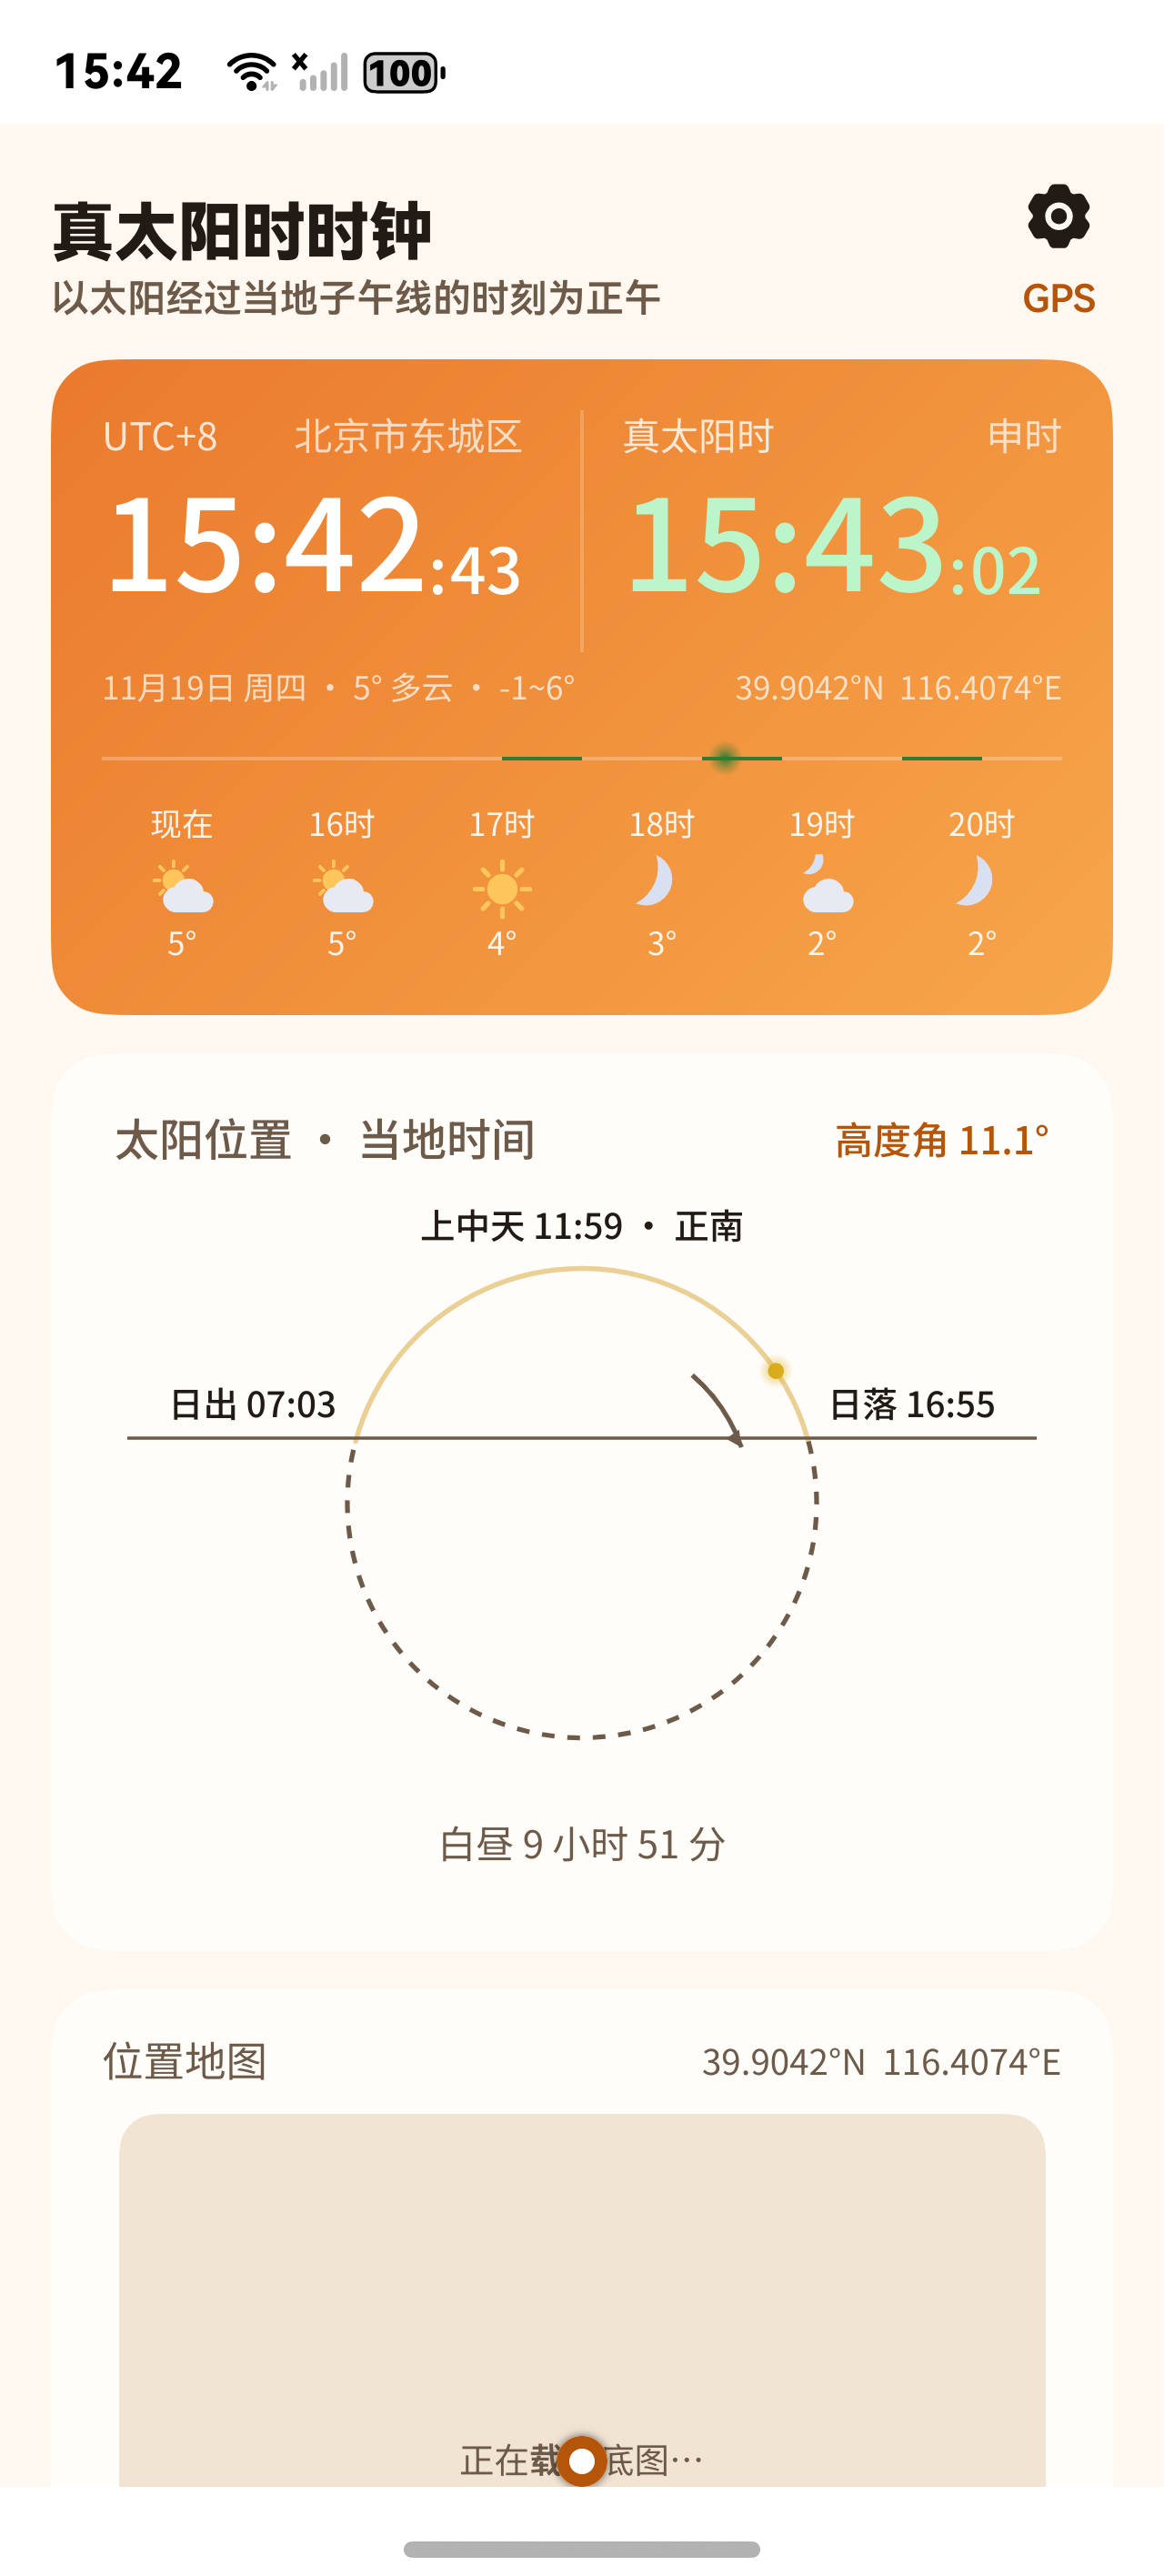 15:42 100
真太阳时时钟
以太阳经过当地子午线的时刻为正午
GPS
UTC+8 北京市东城区 真太阳时 申时
15:42:43 15:43:02
11月19日 周四 · 5° 多云 · -1~6° 39.9042°N 116.4074°E
现在 16时 17时 18时 19时 20时
5° 5° 4° 3° 2° 2°
太阳位置 · 当地时间 高度角 11.1°
上中天 11:59 · 正南
日出 07:03 日落 16:55
白昼 9 小时 51 分
位置地图 39.9042°N 116.4074°E
正在载 底图…